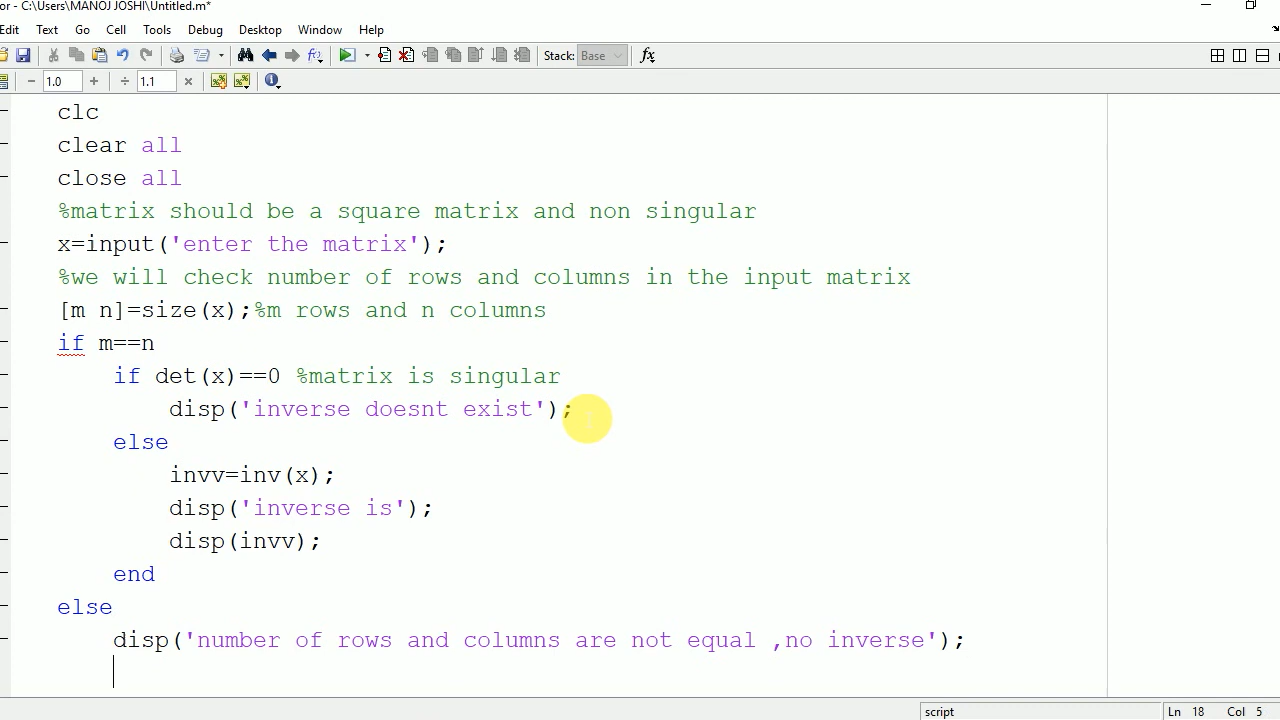 or - C:\Users\MANOJ JOSHI\Untitled.m*
Edit Text Go Cell Tools Debug Desktop Window Help
Stack: Base fx
− 1.0 + ÷ 1.1 ×
clc
clear all
close all
%matrix should be a square matrix and non singular
x=input('enter the matrix');
%we will check number of rows and columns in the input matrix
[m n]=size(x);%m rows and n columns
if m==n
if det(x)==0 %matrix is singular
disp('inverse doesnt exist');
else
invv=inv(x);
disp('inverse is');
disp(invv);
end
else
disp('number of rows and columns are not equal ,no inverse');
script Ln 18 Col 5